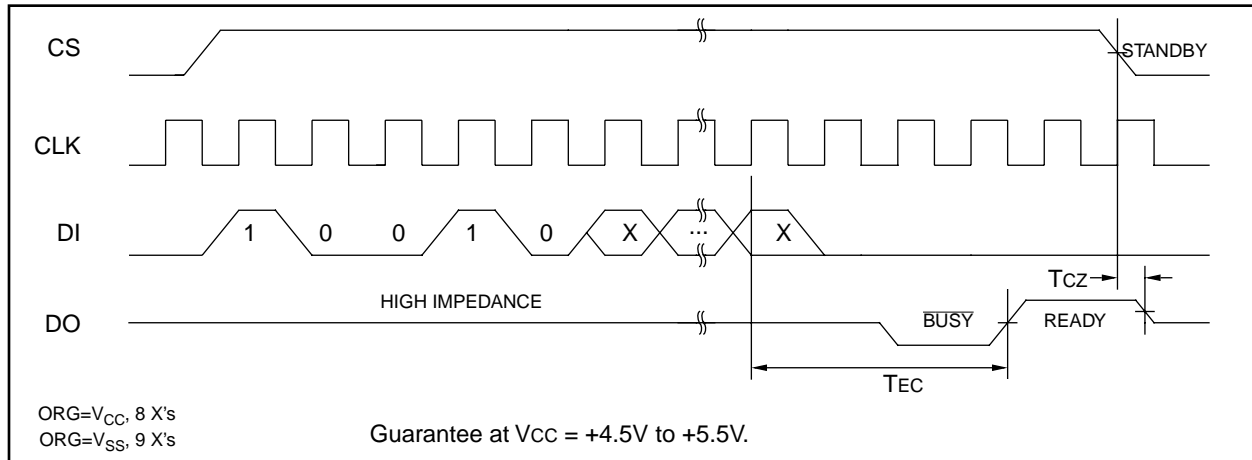 CS
STANDBY
CLK
DI
1 0 0 1 0 X ... X
TCZ
HIGH IMPEDANCE
DO
BUSY
READY
TEC
ORG=VCC, 8 X's
ORG=VSS, 9 X's
Guarantee at VCC = +4.5V to +5.5V.